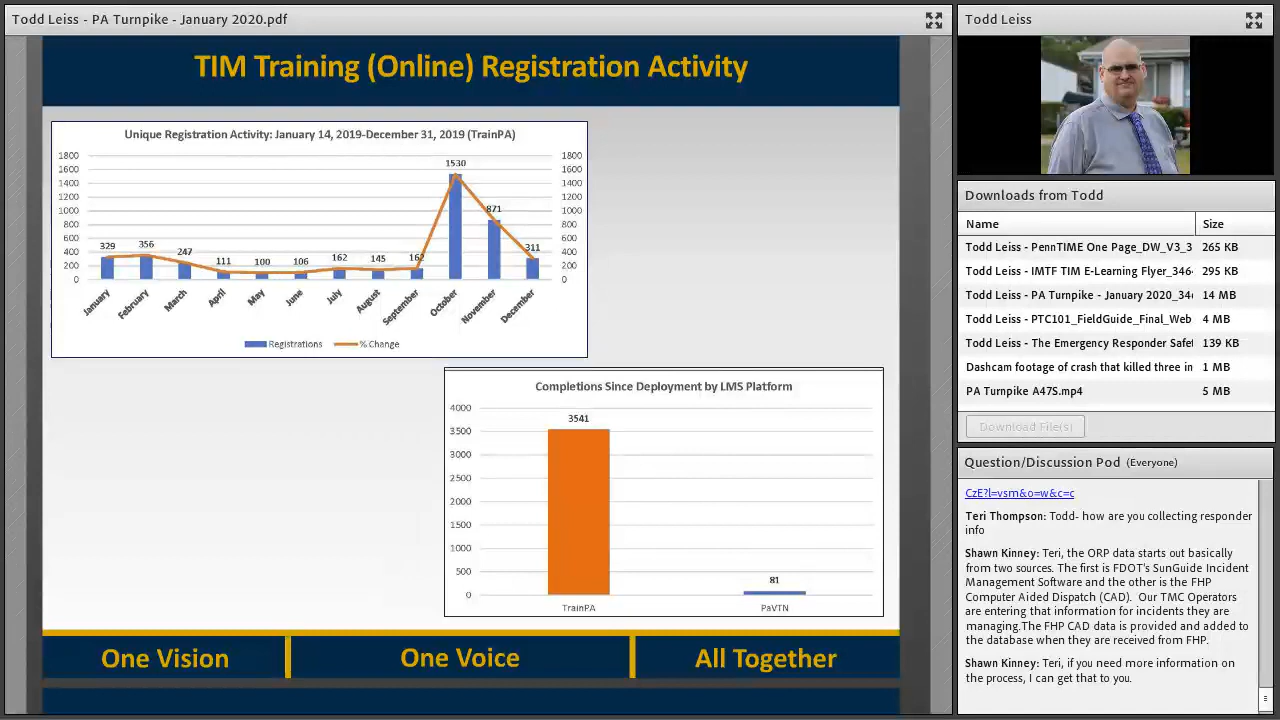 Todd Leiss - PA Turnpike - January 2020.pdf
TIM Training (Online) Registration Activity
Unique Registration Activity: January 14, 2019-December 31, 2019 (TrainPA)
1800 1800
1600 1600
1400 1400
1200 1200
1000 1000
800 800
600 600
400 400
200 200
329 356 247 111 100 106 162 145 162 1530 871 311
January February March April May June July August September October November December
Registrations % Change
Completions Since Deployment by LMS Platform
4000
3500
3000
2500
2000
1500
1000
500
0
3541 81
TrainPA PaVTN
One Vision One Voice All Together
Todd Leiss
Downloads from Todd
Name Size
Todd Leiss - PennTIME One Page_DW_V3_3 265 KB
Todd Leiss - IMTF TIM E-Learning Flyer_346 295 KB
Todd Leiss - PA Turnpike - January 2020_34 14 MB
Todd Leiss - PTC101_FieldGuide_Final_Web 4 MB
Todd Leiss - The Emergency Responder Safe 139 KB
Dashcam footage of crash that killed three in 1 MB
PA Turnpike A47S.mp4 5 MB
Download File(s)
Question/Discussion Pod (Everyone)
CzE?l=vsm&o=w&c=c
Teri Thompson: Todd- how are you collecting responder
info
Shawn Kinney: Teri, the ORP data starts out basically
from two sources. The first is FDOT's SunGuide Incident
Management Software and the other is the FHP
Computer Aided Dispatch (CAD). Our TMC Operators
are entering that information for incidents they are
managing.The FHP CAD data is provided and added to
the database when they are received from FHP.
Shawn Kinney: Teri, if you need more information on
the process, I can get that to you.